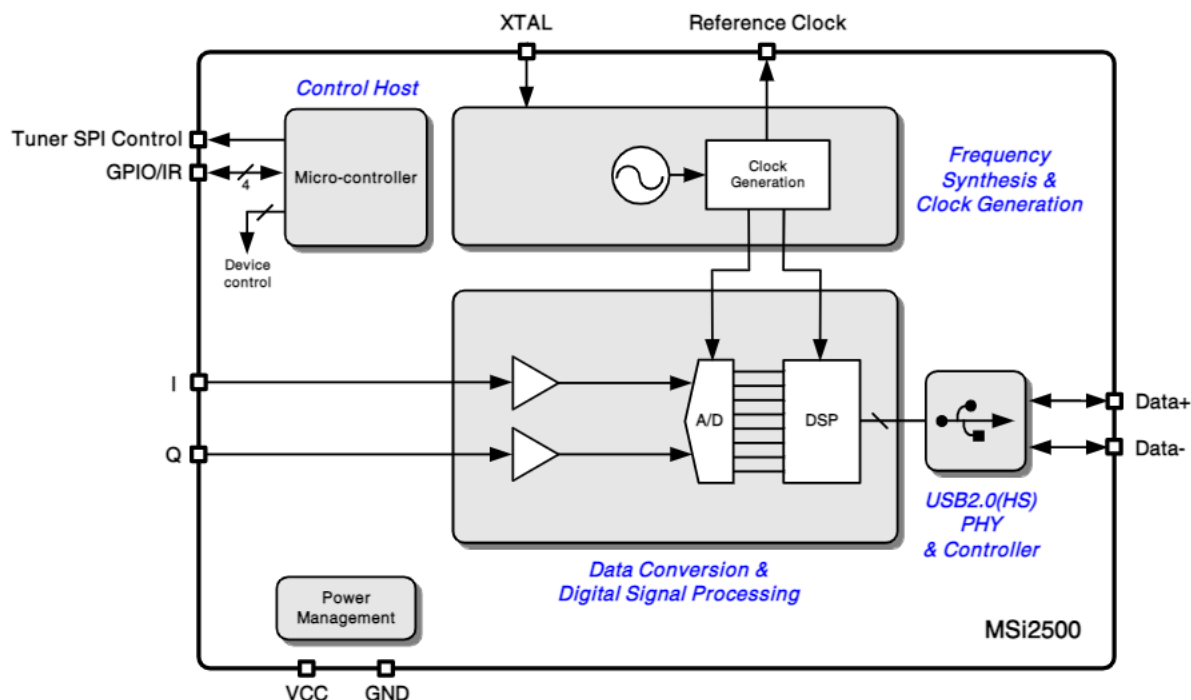 XTAL
Reference Clock
Control Host
Tuner SPI Control
GPIO/IR
4
Micro-controller
Device
control
Clock
Generation
Frequency
Synthesis &
Clock Generation
I
Q
A/D
DSP
Data+
Data-
USB2.0(HS)
PHY
& Controller
Data Conversion &
Digital Signal Processing
Power
Management
MSi2500
VCC
GND